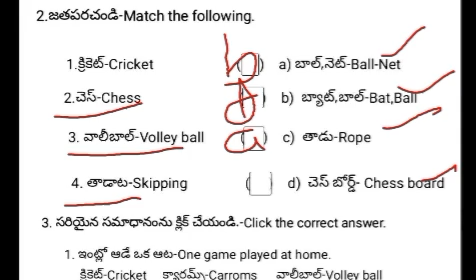 2.జతపరచండి-Match the following
1.క్రికెట్-Cricket ( b ) a) బాల్,నెట్-Ball-Net
2.చెస్-Chess ( d ) b) బ్యాట్,బాల్-Bat,Ball
3. వాలీబాల్-Volley ball ( a ) c) తాడు-Rope
4. తాడాట-Skipping ( ) d) చెస్ బోర్డ్- Chess board
3. సరియైన సమాధానంను క్లిక్ చేయండి.-Click the correct answer.
1. ఇంట్లో ఆడే ఒక ఆట-One game played at home.
క్రికెట్-Cricket క్యారమ్స్-Carroms వాలీబాల్-Volley ball